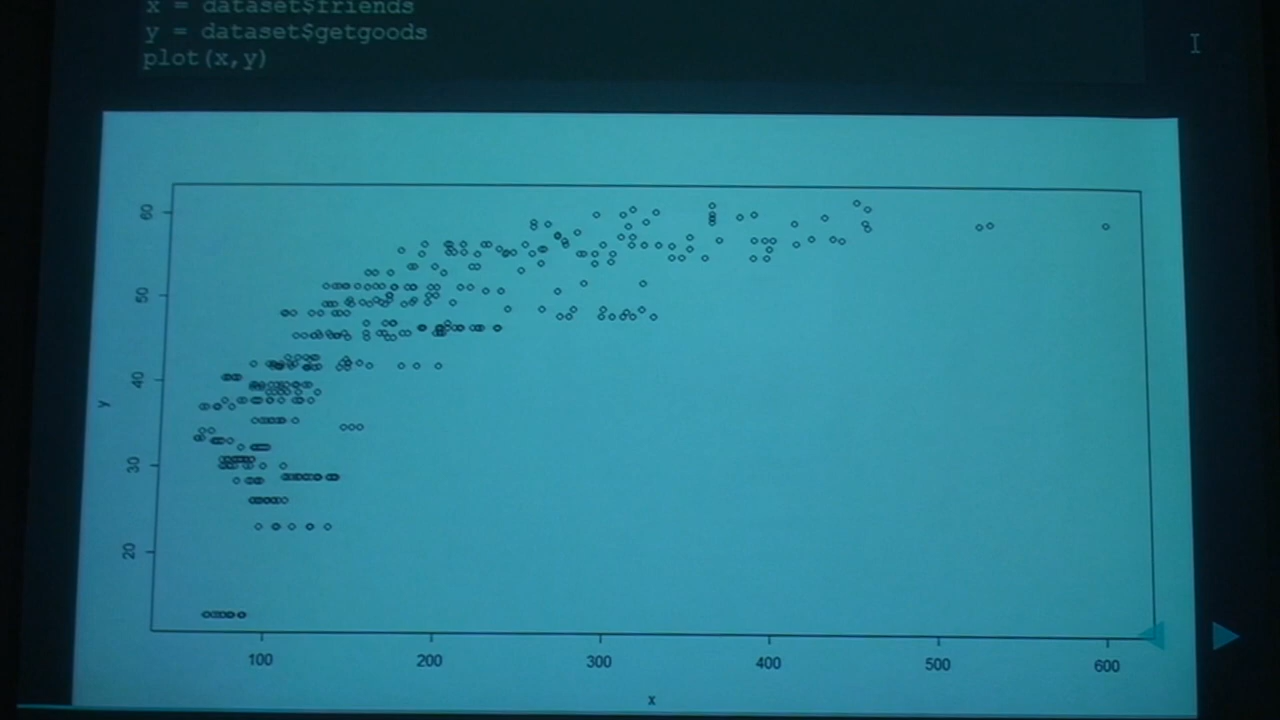 x = dataset$friends
y = dataset$getgoods
plot(x,y)
60
50
40
30
20
y
100 200 300 400 500 600
x